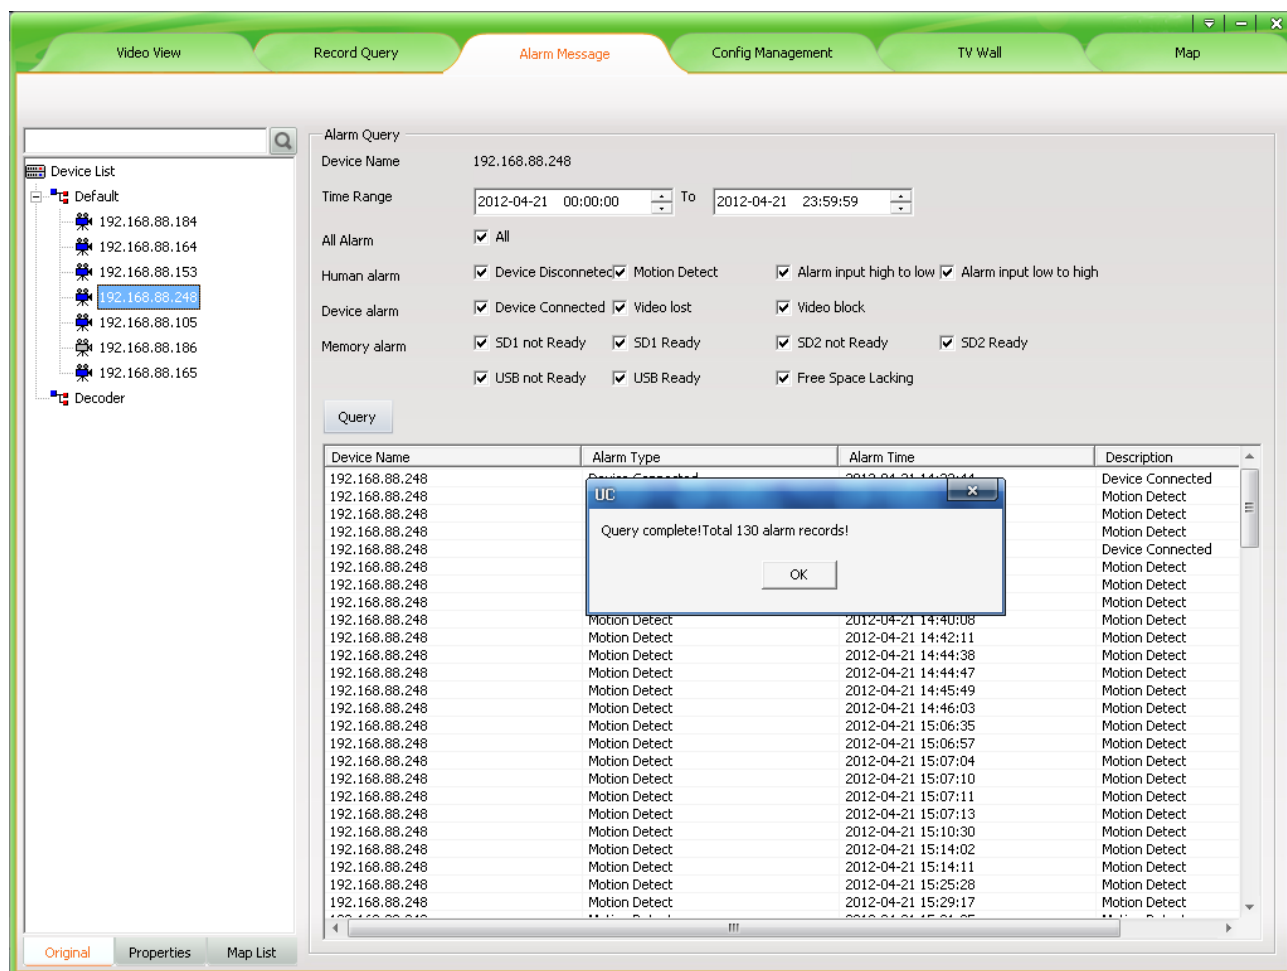 Video View Record Query Alarm Message Config Management TV Wall Map
Device List
Default
192.168.88.184
192.168.88.164
192.168.88.153
192.168.88.248
192.168.88.105
192.168.88.186
192.168.88.165
Decoder
Original Properties Map List
Alarm Query
Device Name 192.168.88.248
Time Range 2012-04-21 00:00:00 To 2012-04-21 23:59:59
All Alarm All
Human alarm Device Disconneted Motion Detect Alarm input high to low Alarm input low to high
Device alarm Device Connected Video lost Video block
Memory alarm SD1 not Ready SD1 Ready SD2 not Ready SD2 Ready
USB not Ready USB Ready Free Space Lacking
Query
Device Name Alarm Type Alarm Time Description
192.168.88.248 Device Connected Device Connected
192.168.88.248 Motion Detect
192.168.88.248 Motion Detect
192.168.88.248 Motion Detect
192.168.88.248 Device Connected
192.168.88.248 Motion Detect
192.168.88.248 Motion Detect
192.168.88.248 Motion Detect
UC
Query complete!Total 130 alarm records!
OK
192.168.88.248 Motion Detect 2012-04-21 14:40:08 Motion Detect
192.168.88.248 Motion Detect 2012-04-21 14:42:11 Motion Detect
192.168.88.248 Motion Detect 2012-04-21 14:44:38 Motion Detect
192.168.88.248 Motion Detect 2012-04-21 14:44:47 Motion Detect
192.168.88.248 Motion Detect 2012-04-21 14:45:49 Motion Detect
192.168.88.248 Motion Detect 2012-04-21 14:46:03 Motion Detect
192.168.88.248 Motion Detect 2012-04-21 15:06:35 Motion Detect
192.168.88.248 Motion Detect 2012-04-21 15:06:57 Motion Detect
192.168.88.248 Motion Detect 2012-04-21 15:07:04 Motion Detect
192.168.88.248 Motion Detect 2012-04-21 15:07:10 Motion Detect
192.168.88.248 Motion Detect 2012-04-21 15:07:11 Motion Detect
192.168.88.248 Motion Detect 2012-04-21 15:07:13 Motion Detect
192.168.88.248 Motion Detect 2012-04-21 15:10:30 Motion Detect
192.168.88.248 Motion Detect 2012-04-21 15:14:02 Motion Detect
192.168.88.248 Motion Detect 2012-04-21 15:14:11 Motion Detect
192.168.88.248 Motion Detect 2012-04-21 15:25:28 Motion Detect
192.168.88.248 Motion Detect 2012-04-21 15:29:17 Motion Detect